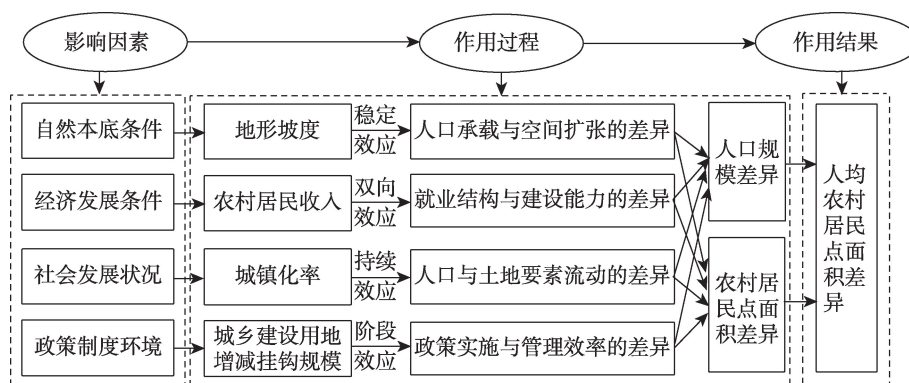 影响因素
作用过程
作用结果
自然本底条件
地形坡度
稳定
效应
人口承载与空间扩张的差异
人口规
模差异
经济发展条件
农村居民收入
双向
效应
就业结构与建设能力的差异
社会发展状况
城镇化率
持续
效应
人口与土地要素流动的差异
农村居
民点面
积差异
政策制度环境
城乡建设用地
增减挂钩规模
阶段
效应
政策实施与管理效率的差异
人均
农村
居民
点面
积差
异